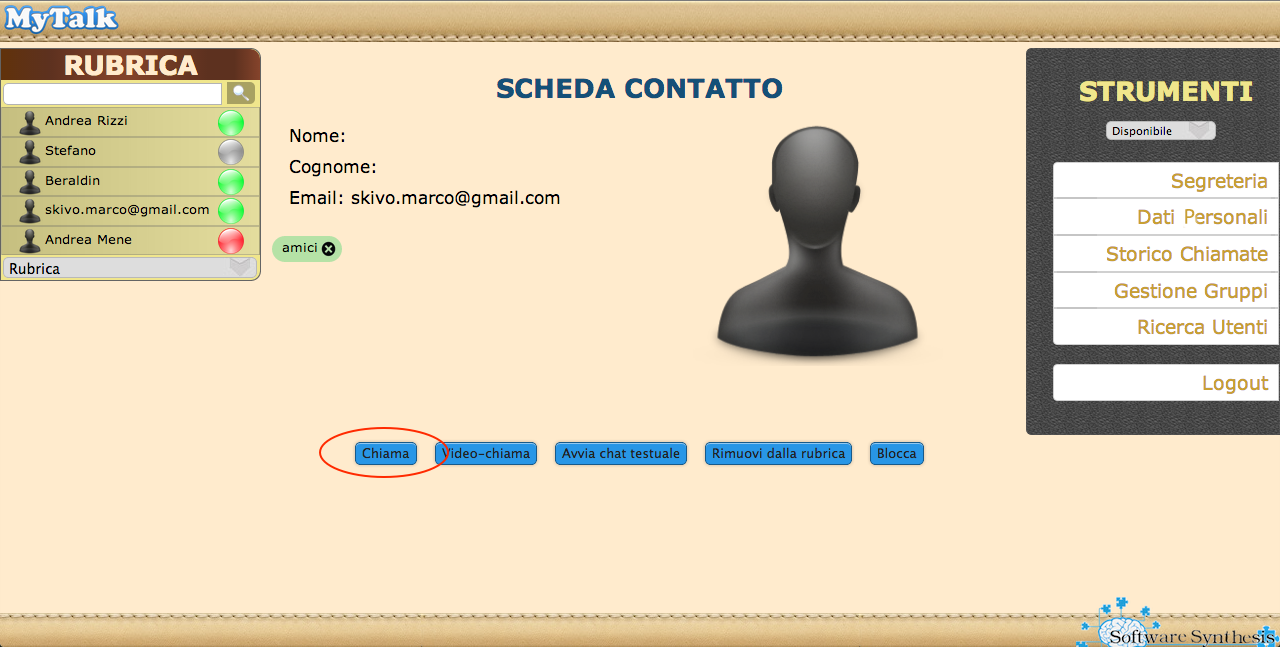 MyTalk
RUBRICA
Andrea Rizzi
Stefano
Beraldin
skivo.marco@gmail.com
Andrea Mene
Rubrica
SCHEDA CONTATTO
Nome:
Cognome:
Email: skivo.marco@gmail.com
amici
Chiama
Video-chiama
Avvia chat testuale
Rimuovi dalla rubrica
Blocca
STRUMENTI
Disponibile
Segreteria
Dati Personali
Storico Chiamate
Gestione Gruppi
Ricerca Utenti
Logout
Software Synthesis